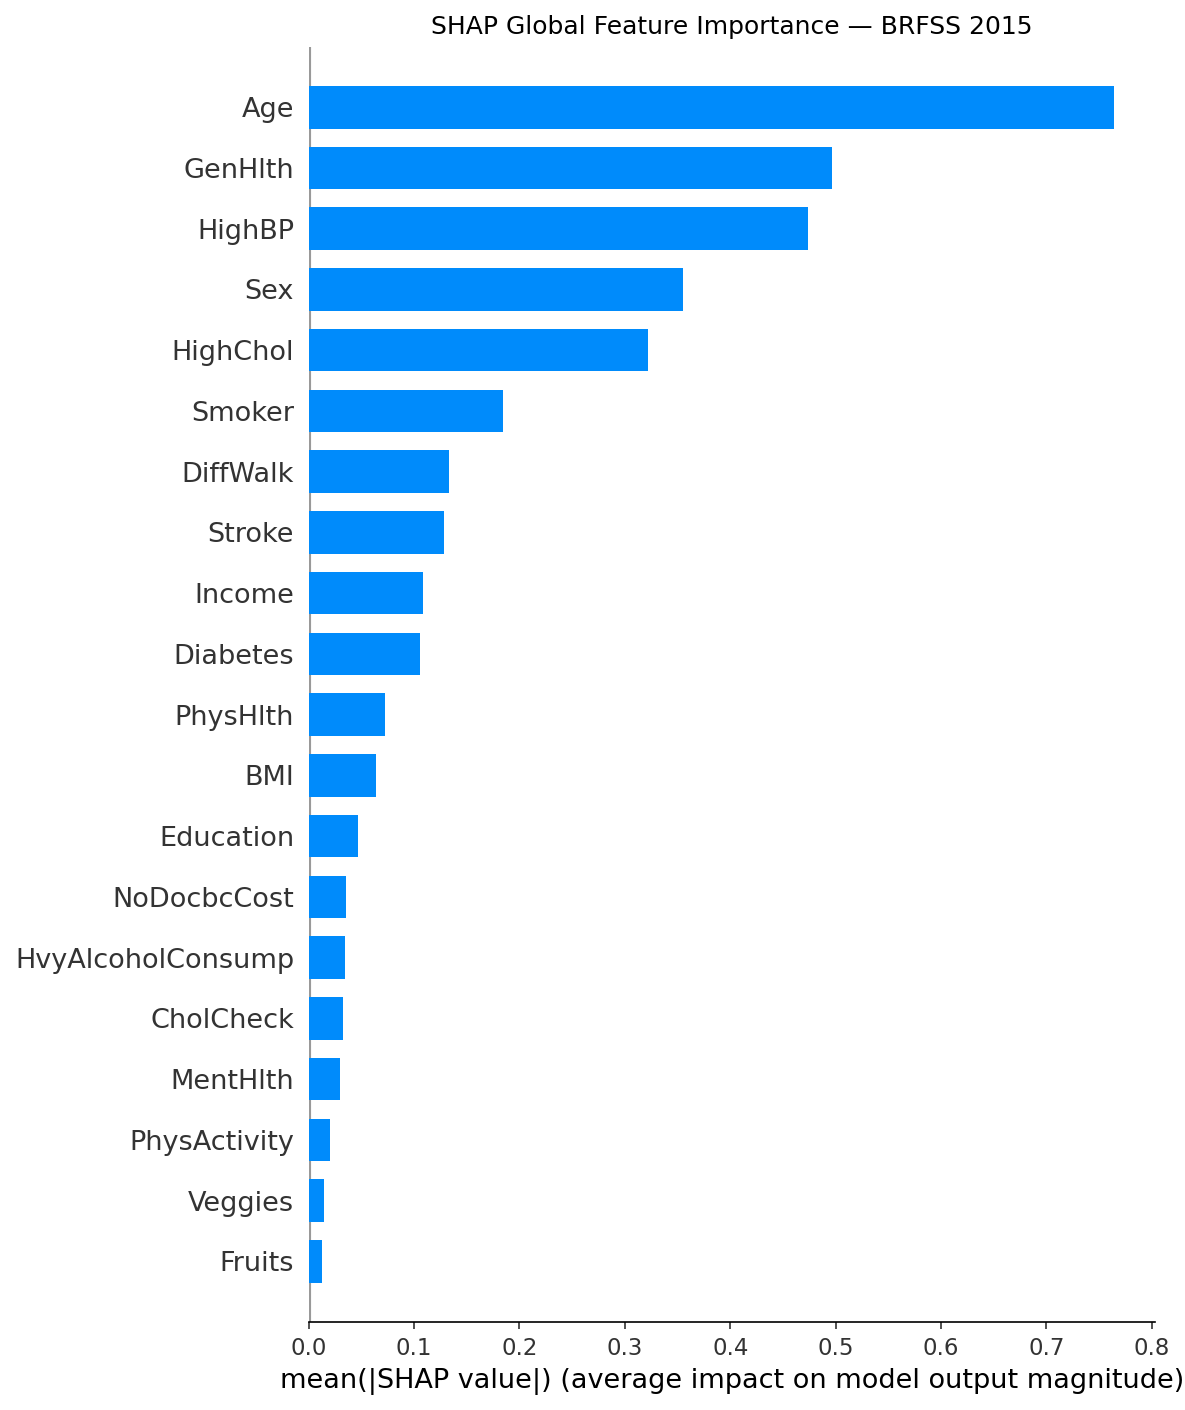 SHAP Global Feature Importance — BRFSS 2015
Age
GenHlth
HighBP
Sex
HighChol
Smoker
DiffWalk
Stroke
Income
Diabetes
PhysHlth
BMI
Education
NoDocbcCost
HvyAlcoholConsump
CholCheck
MentHlth
PhysActivity
Veggies
Fruits
0.0 0.1 0.2 0.3 0.4 0.5 0.6 0.7 0.8
mean(|SHAP value|) (average impact on model output magnitude)